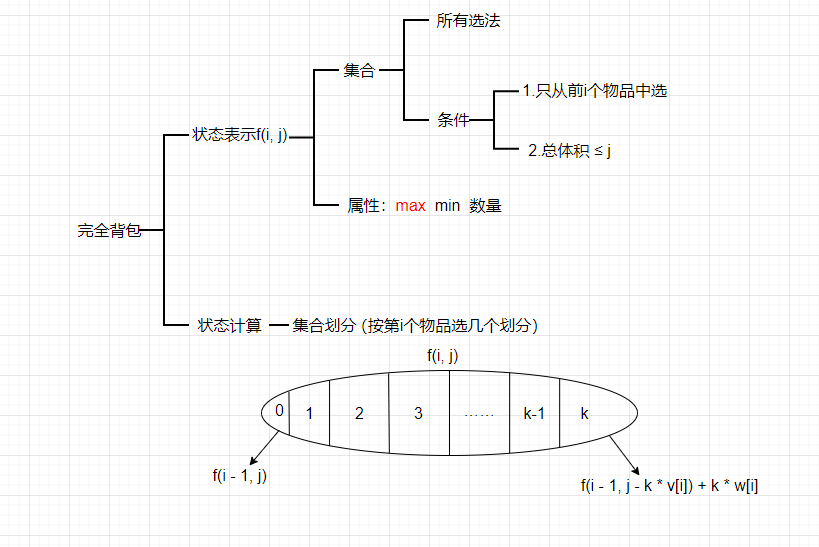 所有选法
集合
1.只从前i个物品中选
条件
状态表示f(i, j)
2.总体积 ≤ j
属性：max min 数量
完全背包
状态计算
集合划分 (按第i个物品选几个划分)
f(i, j)
0 1 2 3 …… k-1 k
f(i - 1, j)
f(i - 1, j - k * v[i]) + k * w[i]